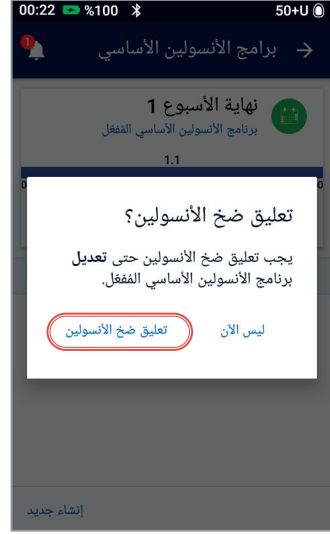 00:22 %100 50+U
برامج الأنسولين الأساسي
1
نهاية الأسبوع 1
برنامج الأنسولين الأساسي المُفعّل
1.1
تعليق ضخ الأنسولين؟
يجب تعليق ضخ الأنسولين حتى تعديل
برنامج الأنسولين الأساسي المُفعّل.
ليس الآن
تعليق ضخ الأنسولين
إنشاء جديد